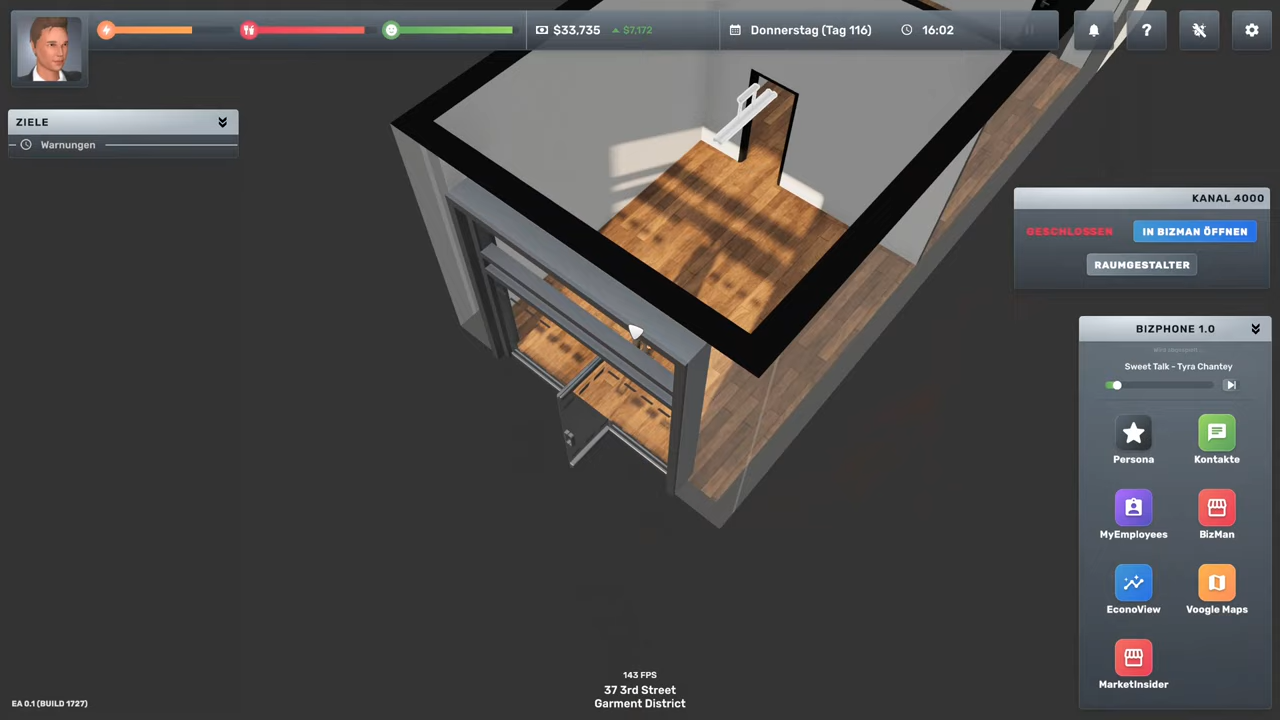 $33,735
$7,172
Donnerstag (Tag 116)
16:02
?
ZIELE
Warnungen
KANAL 4000
GESCHLOSSEN
IN BIZMAN ÖFFNEN
RAUMGESTALTER
BIZPHONE 1.0
Wird abgespielt...
Sweet Talk - Tyra Chantey
Persona
Kontakte
MyEmployees
BizMan
EconoView
Voogle Maps
MarketInsider
143 FPS
37 3rd Street
Garment District
EA 0.1 (BUILD 1727)